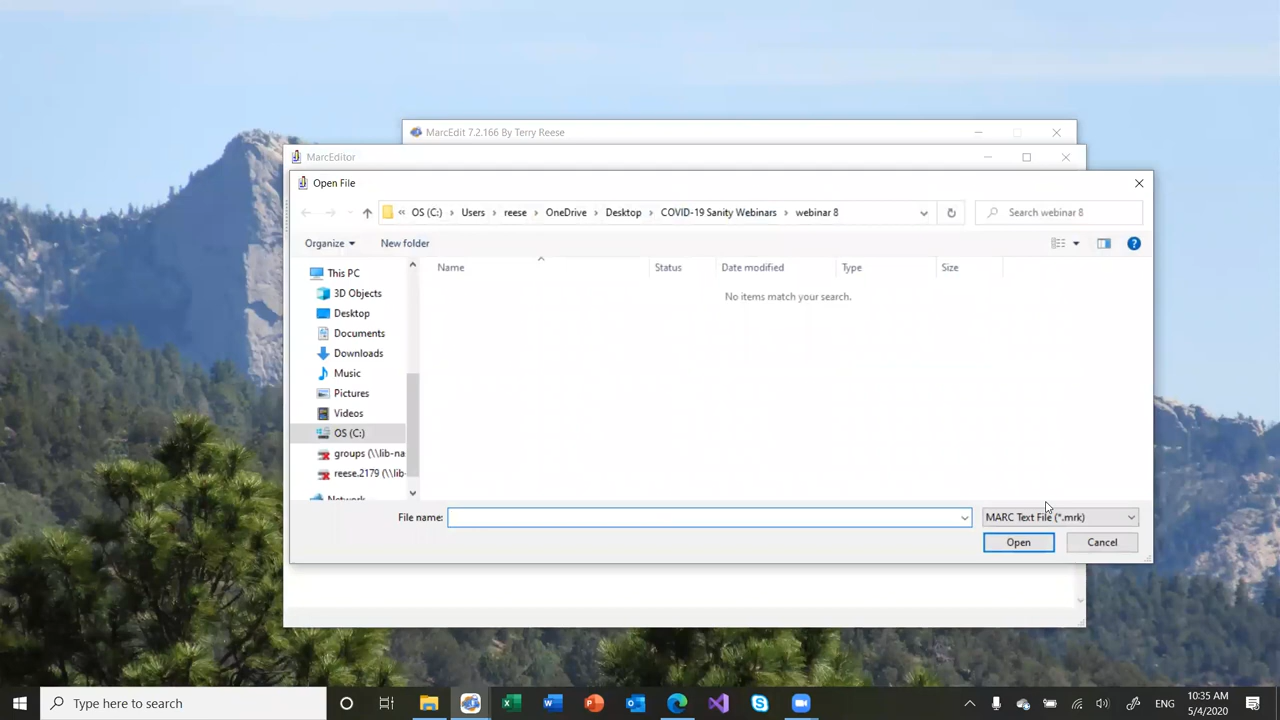 MarcEdit 7.2.166 By Terry Reese
MarcEditor
Open File
« OS (C:) › Users › reese › OneDrive › Desktop › COVID-19 Sanity Webinars › webinar 8
Search webinar 8
Organize
New folder
Name
Status
Date modified
Type
Size
No items match your search.
This PC
3D Objects
Desktop
Documents
Downloads
Music
Pictures
Videos
OS (C:)
groups (\\lib-na
reese.2179 (\\lib-
Network
File name:
MARC Text File (*.mrk)
Open
Cancel
Type here to search
ENG
10:35 AM
5/4/2020